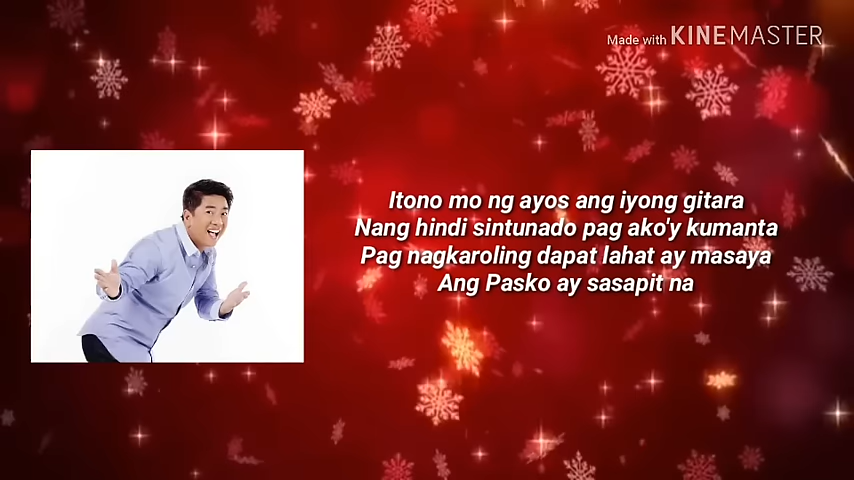 Made with KINEMASTER
Itono mo ng ayos ang iyong gitara
Nang hindi sintunado pag ako'y kumanta
Pag nagkaroling dapat lahat ay masaya
Ang Pasko ay sasapit na